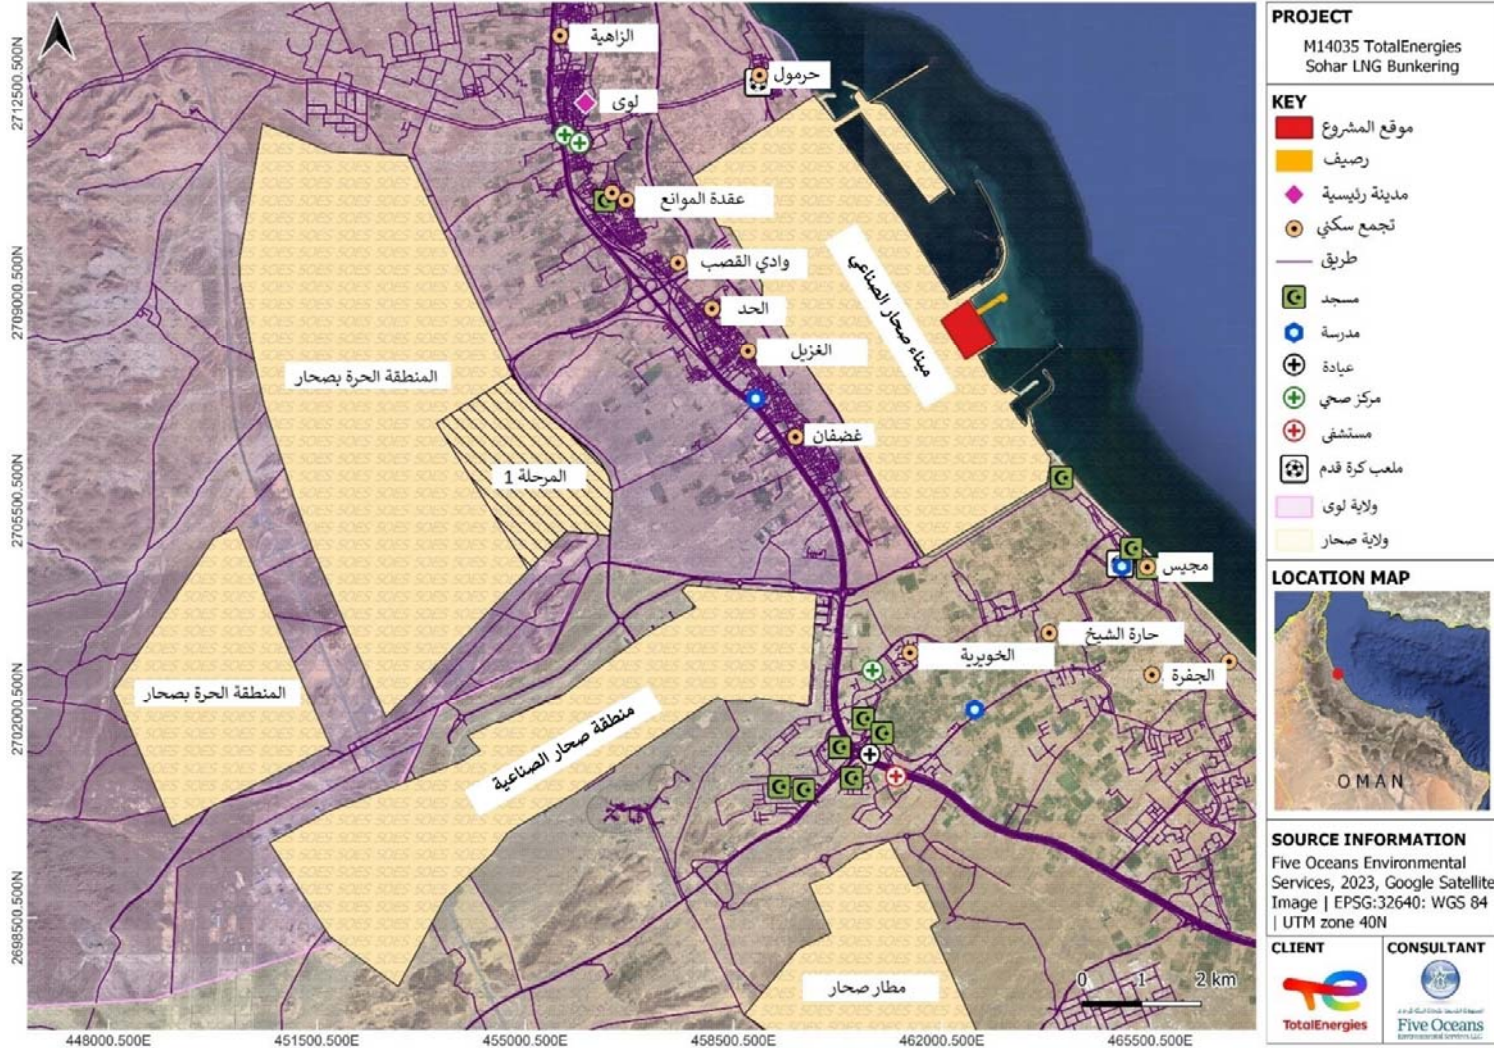 الزاهية
حرمول
لوى
عقدة الموانع
وادي القصب
الحد
الغزيل
غضفان
ميناء صحار الصناعي
المنطقة الحرة بصحار
المرحلة 1
المنطقة الحرة بصحار
منطقة صحار الصناعية
مجيس
حارة الشيخ
الخويرية
الجفرة
مطار صحار
0 1 2 km
2712500.500N
2709000.500N
2705500.500N
2702000.500N
2698500.500N
448000.500E
451500.500E
455000.500E
458500.500E
462000.500E
465500.500E
PROJECT
M14035 TotalEnergies
Sohar LNG Bunkering
KEY
موقع المشروع
رصيف
مدينة رئيسية
تجمع سكني
طريق
مسجد
مدرسة
عيادة
مركز صحي
مستشفى
ملعب كرة قدم
ولاية لوى
ولاية صحار
LOCATION MAP
OMAN
SOURCE INFORMATION
Five Oceans Environmental
Services, 2023, Google Satellite
Image | EPSG:32640: WGS 84
| UTM zone 40N
CLIENT
CONSULTANT
TotalEnergies
Five Oceans
Environmental Services LLC